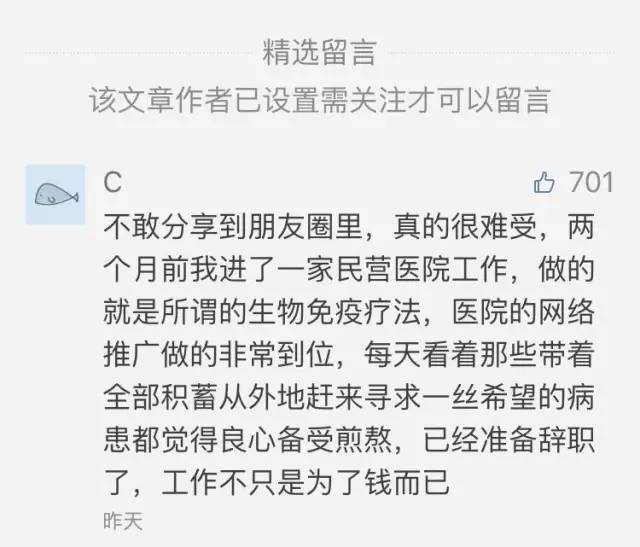 精选留言
该文章作者已设置需关注才可以留言
C
701
不敢分享到朋友圈里，真的很难受，两
个月前我进了一家民营医院工作，做的
就是所谓的生物免疫疗法，医院的网络
推广做的非常到位，每天看着那些带着
全部积蓄从外地赶来寻求一丝希望的病
患都觉得良心备受煎熬，已经准备辞职
了，工作不只是为了钱而已
昨天